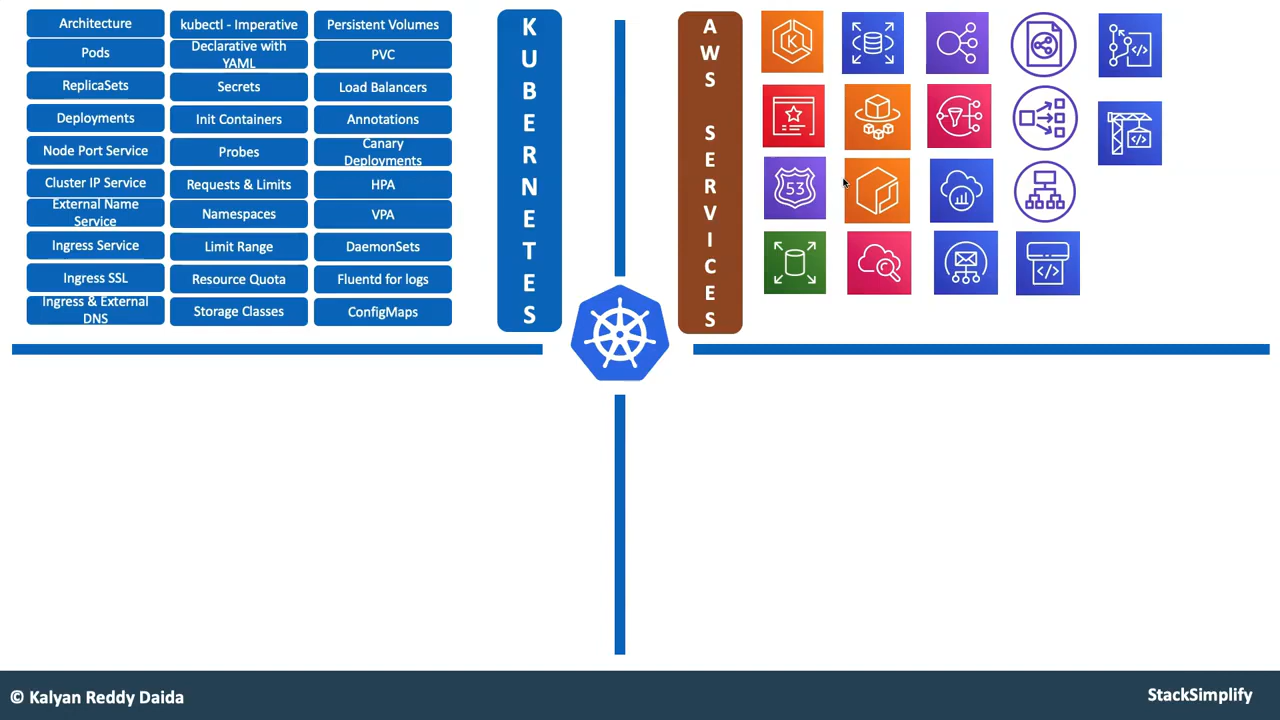 Architecture
Pods
ReplicaSets
Deployments
Node Port Service
Cluster IP Service
External Name
Service
Ingress Service
Ingress SSL
Ingress & External
DNS
kubectl - Imperative
Declarative with
YAML
Secrets
Init Containers
Probes
Requests & Limits
Namespaces
Limit Range
Resource Quota
Storage Classes
Persistent Volumes
PVC
Load Balancers
Annotations
Canary
Deployments
HPA
VPA
DaemonSets
Fluentd for logs
ConfigMaps
KUBERNETES
AWS SERVICES
K
53
© Kalyan Reddy Daida
StackSimplify